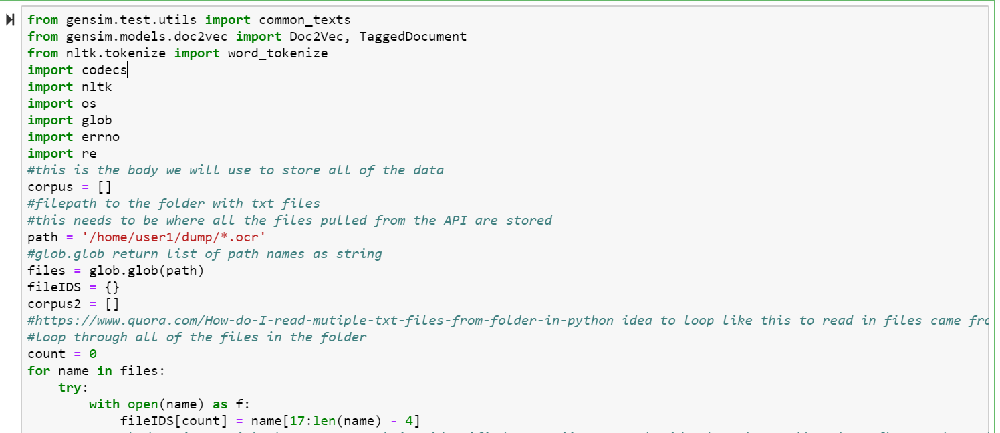 from gensim.test.utils import common_texts
from gensim.models.doc2vec import Doc2Vec, TaggedDocument
from nltk.tokenize import word_tokenize
import codecs
import nltk
import os
import glob
import errno
import re
#this is the body we will use to store all of the data
corpus = []
#filepath to the folder with txt files
#this needs to be where all the files pulled from the API are stored
path = '/home/user1/dump/*.ocr'
#glob.glob return list of path names as string
files = glob.glob(path)
fileIDS = {}
corpus2 = []
#https://www.quora.com/How-do-I-read-mutiple-txt-files-from-folder-in-python idea to loop like this to read in files came
#loop through all of the files in the folder
count = 0
for name in files:
    try:
        with open(name) as f:
            fileIDS[count] = name[17:len(name) - 4]